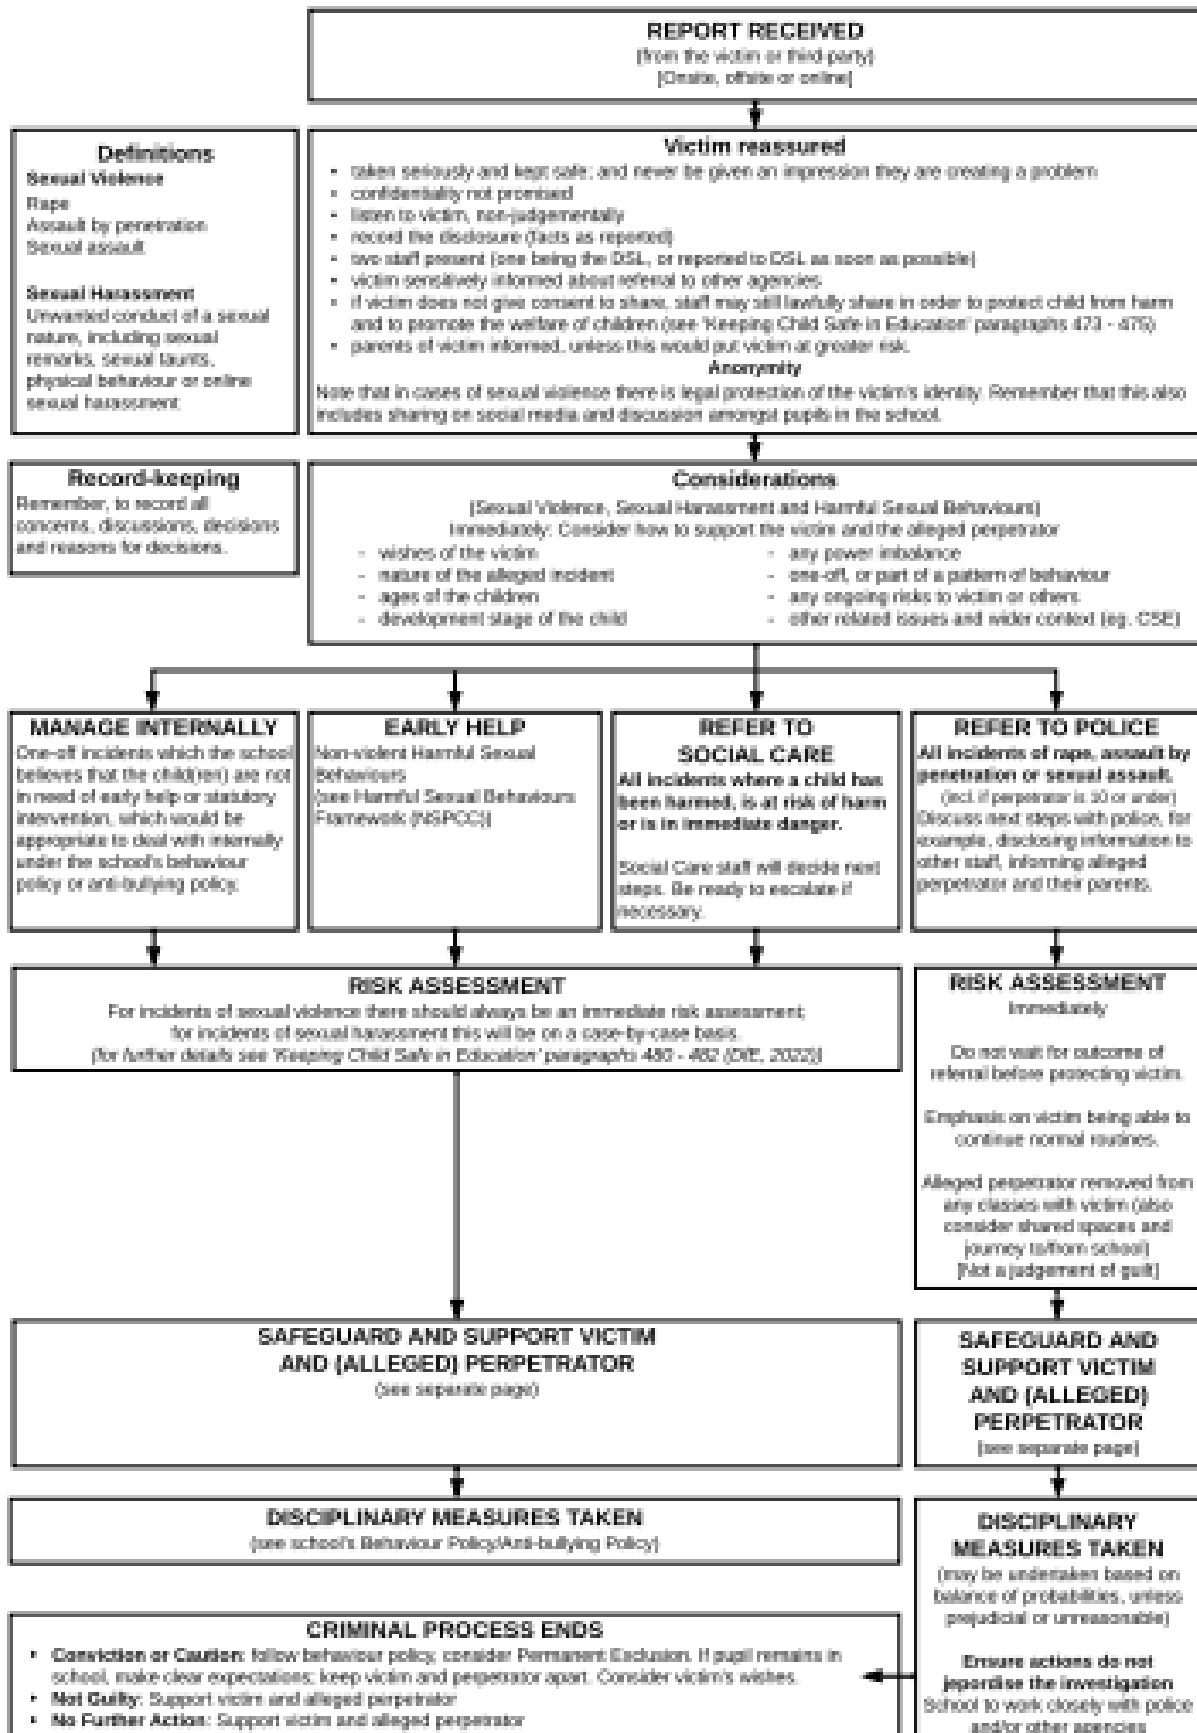 REPORT RECEIVED
(from the victim or third-party)
[Onsite, offsite or online]
Definitions
Sexual Violence
Rape
Assault by penetration
Sexual assault
Sexual Harassment
Unwanted conduct of a sexual
nature, including sexual
remarks, sexual taunts,
physical behaviour or online
sexual harassment
Victim reassured
• taken seriously and kept safe; and never be given an impression they are creating a problem
• confidentiality not promised
• listen to victim, non-judgementally
• record the disclosure (facts as reported)
• two staff present (one being the DSL, or reported to DSL as soon as possible)
• victim sensitively informed about referral to other agencies
• if victim does not give consent to share, staff may still lawfully share in order to protect child from harm
and to promote the welfare of children (see 'Keeping Child Safe in Education' paragraphs 473 - 475)
• parents of victim informed, unless this would put victim at greater risk.
Anonymity
Note that in cases of sexual violence there is legal protection of the victim's identity. Remember that this also
includes sharing on social media and discussion amongst pupils in the school.
Record-keeping
Remember, to record all
concerns, discussions, decisions
and reasons for decisions.
Considerations
(Sexual Violence, Sexual Harassment and Harmful Sexual Behaviours)
Immediately: Consider how to support the victim and the alleged perpetrator
- wishes of the victim
- nature of the alleged incident
- ages of the children
- development stage of the child
- any power imbalance
- one-off, or part of a pattern of behaviour
- any ongoing risks to victim or others
- other related issues and wider context (eg. CSE)
MANAGE INTERNALLY
One-off incidents which the school
believes that the child(ren) are not
in need of early help or statutory
intervention, which would be
appropriate to deal with internally
under the school's behaviour
policy or anti-bullying policy.
EARLY HELP
Non-violent Harmful Sexual
Behaviours
(see Harmful Sexual Behaviours
Framework (NSPCC))
REFER TO
SOCIAL CARE
All incidents where a child has
been harmed, is at risk of harm
or is in immediate danger.
Social Care staff will decide next
steps. Be ready to escalate if
necessary.
REFER TO POLICE
All incidents of rape, assault by
penetration or sexual assault.
(incl. if perpetrator is 10 or under)
Discuss next steps with police, for
example, disclosing information to
other staff, informing alleged
perpetrator and their parents.
RISK ASSESSMENT
For incidents of sexual violence there should always be an immediate risk assessment;
for incidents of sexual harassment this will be on a case-by-case basis.
(for further details see 'Keeping Child Safe in Education' paragraphs 480 - 482 (DfE, 2022))
RISK ASSESSMENT
Immediately
Do not wait for outcome of
referral before protecting victim.
Emphasis on victim being able to
continue normal routines.
Alleged perpetrator removed from
any classes with victim (also
consider shared spaces and
journey to/from school)
[Not a judgement of guilt]
SAFEGUARD AND SUPPORT VICTIM
AND (ALLEGED) PERPETRATOR
(see separate page)
SAFEGUARD AND
SUPPORT VICTIM
AND (ALLEGED)
PERPETRATOR
(see separate page)
DISCIPLINARY MEASURES TAKEN
(see school's Behaviour Policy/Anti-bullying Policy)
DISCIPLINARY
MEASURES TAKEN
(may be undertaken based on
balance of probabilities, unless
prejudicial or unreasonable)
Ensure actions do not
jepordise the investigation
School to work closely with police
and/or other agencies
CRIMINAL PROCESS ENDS
• Conviction or Caution: follow behaviour policy, consider Permanent Exclusion. If pupil remains in
school, make clear expectations; keep victim and perpetrator apart. Consider victim's wishes.
• Not Guilty: Support victim and alleged perpetrator
• No Further Action: Support victim and alleged perpetrator